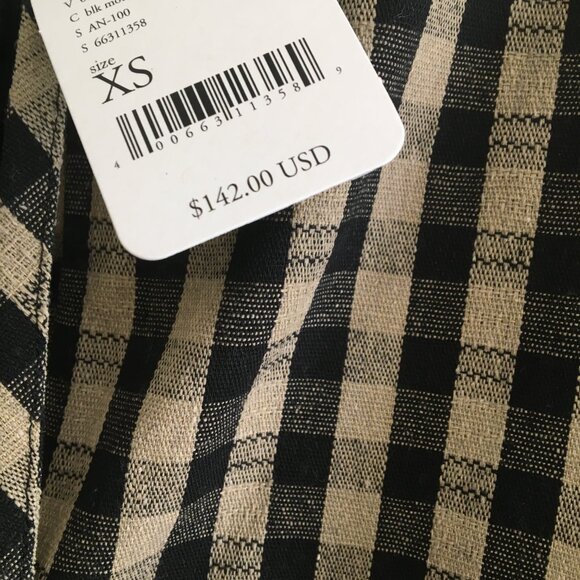 C blk
S AN-100
S 66311358
size
XS
4 00663 11358 9
$142.00 USD